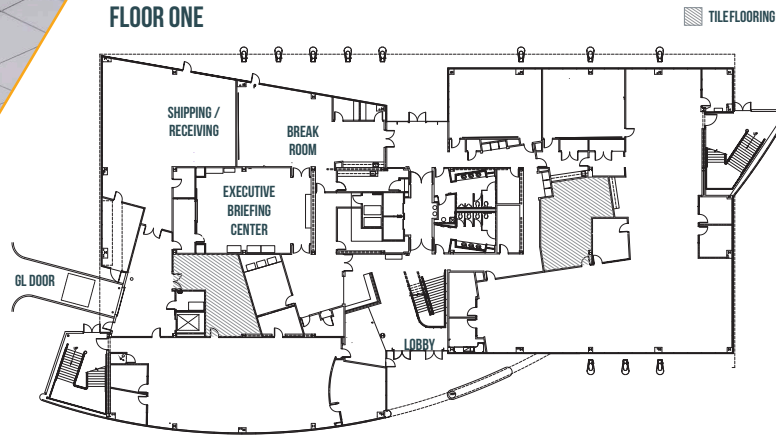 FLOOR ONE
TILE FLOORING
SHIPPING /
RECEIVING
BREAK
ROOM
EXECUTIVE
BRIEFING
CENTER
GL DOOR
LOBBY